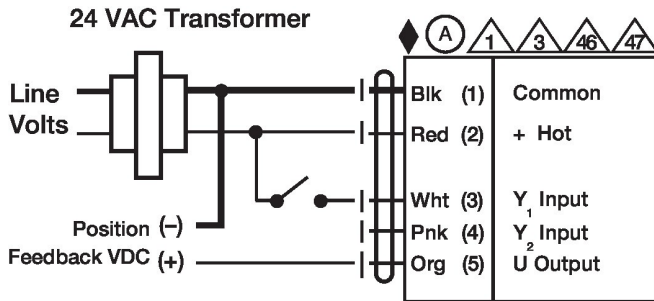 24 VAC Transformer
A 1 3 46 47
Line
Volts
Blk (1) Common
Red (2) + Hot
Wht (3) Y1 Input
Position (–)
Pnk (4) Y2 Input
Feedback VDC (+)
Org (5) U Output